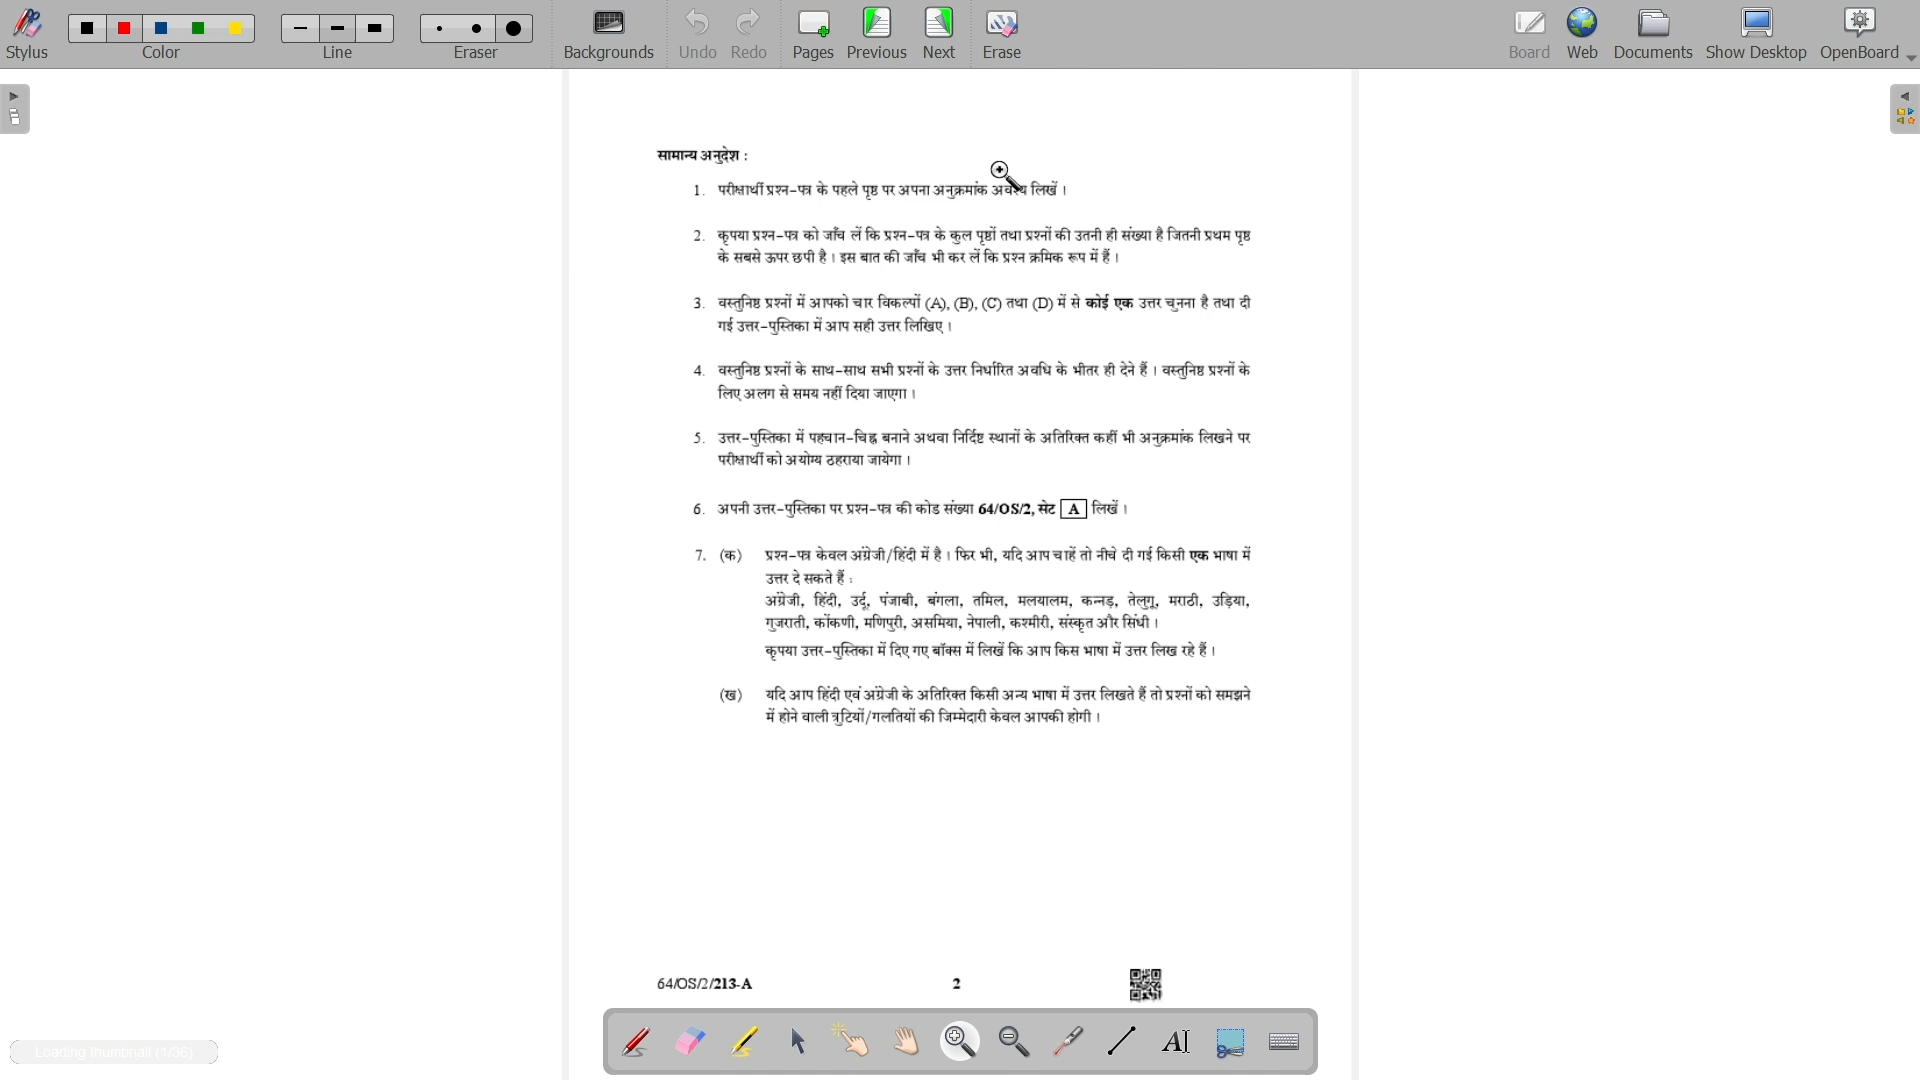 Stylus
Color
Line
Eraser
Backgrounds
Undo
Redo
Pages
Previous
Next
Erase
Board
Web
Documents
Show Desktop
OpenBoard
सामान्य अनुदेश :
1. परीक्षार्थी प्रश्न-पत्र के पहले पृष्ठ पर अपना अनुक्रमांक अवश्य लिखें ।
2. कृपया प्रश्न-पत्र को जाँच लें कि प्रश्न-पत्र के कुल पृष्ठों तथा प्रश्नों की उतनी ही संख्या है जितनी प्रथम पृष्ठ
के सबसे ऊपर छपी है । इस बात की जाँच भी कर लें कि प्रश्न क्रमिक रूप में हैं ।
3. वस्तुनिष्ठ प्रश्नों में आपको चार विकल्पों (A), (B), (C) तथा (D) में से कोई एक उत्तर चुनना है तथा दी
गई उत्तर-पुस्तिका में आप सही उत्तर लिखिए ।
4. वस्तुनिष्ठ प्रश्नों के साथ-साथ सभी प्रश्नों के उत्तर निर्धारित अवधि के भीतर ही देने हैं । वस्तुनिष्ठ प्रश्नों के
लिए अलग से समय नहीं दिया जाएगा ।
5. उत्तर-पुस्तिका में पहचान-चिह्न बनाने अथवा निर्दिष्ट स्थानों के अतिरिक्त कहीं भी अनुक्रमांक लिखने पर
परीक्षार्थी को अयोग्य ठहराया जायेगा ।
6. अपनी उत्तर-पुस्तिका पर प्रश्न-पत्र की कोड संख्या 64/OS/2, सेट A लिखें ।
7. (क) प्रश्न-पत्र केवल अंग्रेजी/हिंदी में है । फिर भी, यदि आप चाहें तो नीचे दी गई किसी एक भाषा में
उत्तर दे सकते हैं :
अंग्रेजी, हिंदी, उर्दू, पंजाबी, बंगला, तमिल, मलयालम, कन्नड़, तेलुगू, मराठी, उड़िया,
गुजराती, कोंकणी, मणिपुरी, असमिया, नेपाली, कश्मीरी, संस्कृत और सिंधी ।
कृपया उत्तर-पुस्तिका में दिए गए बॉक्स में लिखें कि आप किस भाषा में उत्तर लिख रहे हैं ।
(ख) यदि आप हिंदी एवं अंग्रेजी के अतिरिक्त किसी अन्य भाषा में उत्तर लिखते हैं तो प्रश्नों को समझने
में होने वाली त्रुटियों/गलतियों की जिम्मेदारी केवल आपकी होगी ।
64/OS/2/213-A
2
Loading thumbnail (1/36)
AI